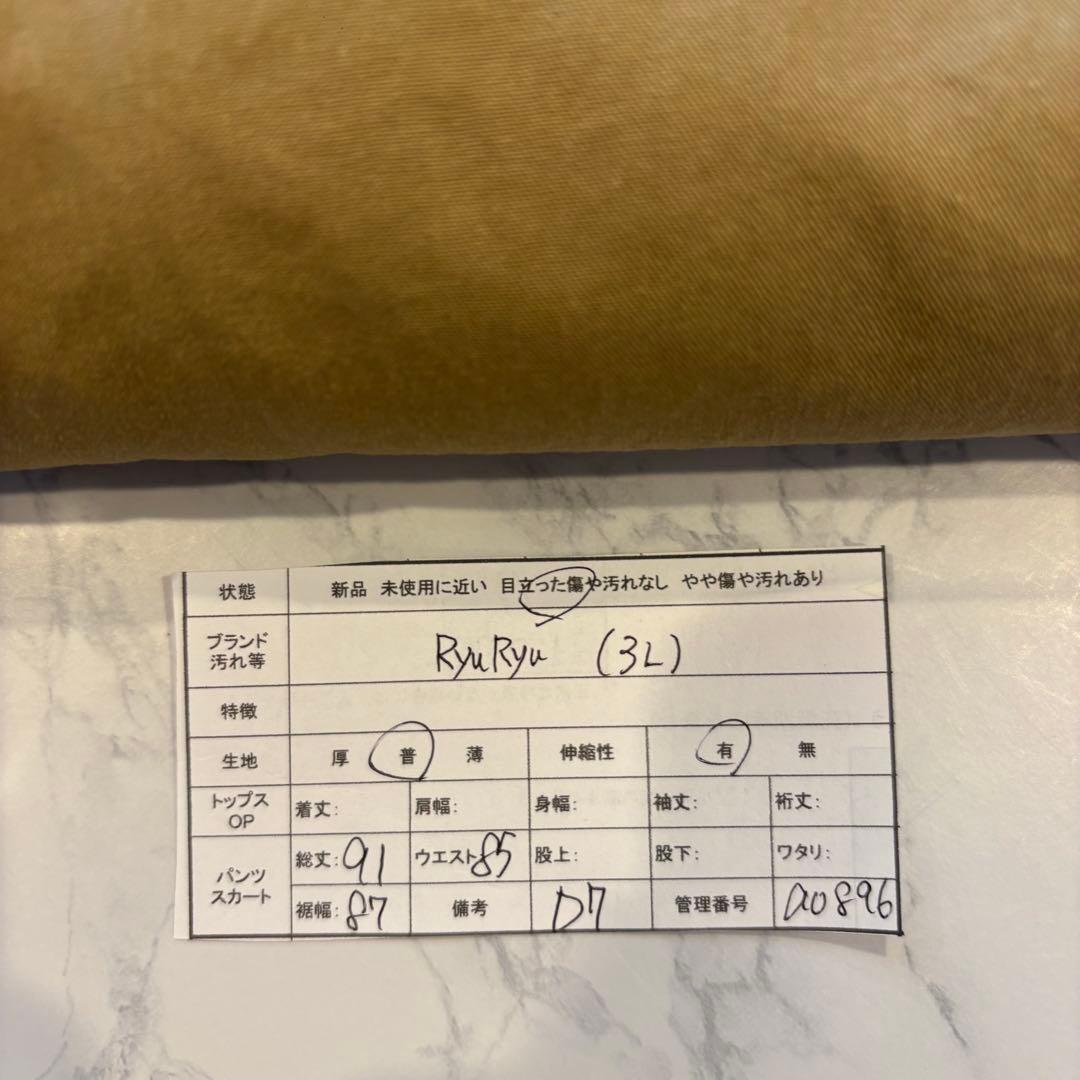 状態 新品 未使用に近い 目立った傷や汚れなし やや傷や汚れあり
ブランド
汚れ等 RyuRyu (3L)
特徴
生地 厚 普 薄 伸縮性 有 無
トップス
OP 着丈: 肩幅: 身幅: 袖丈: 裄丈:
パンツ
スカート 総丈:91 ウエスト85 股上: 股下: ワタリ:
裾幅:87 備考 D7 管理番号 a0896